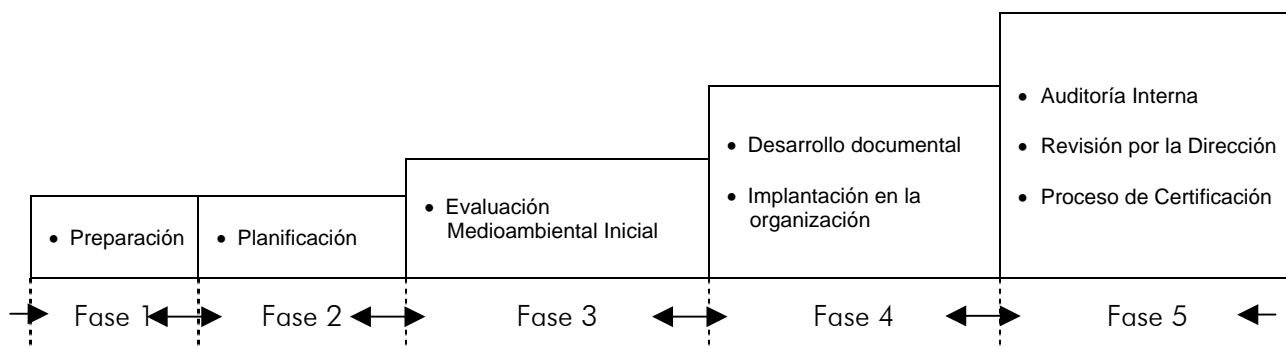 • Preparación
• Planificación
• Evaluación
Medioambiental Inicial
• Desarrollo documental
• Implantación en la
organización
• Auditoría Interna
• Revisión por la Dirección
• Proceso de Certificación
Fase 1
Fase 2
Fase 3
Fase 4
Fase 5